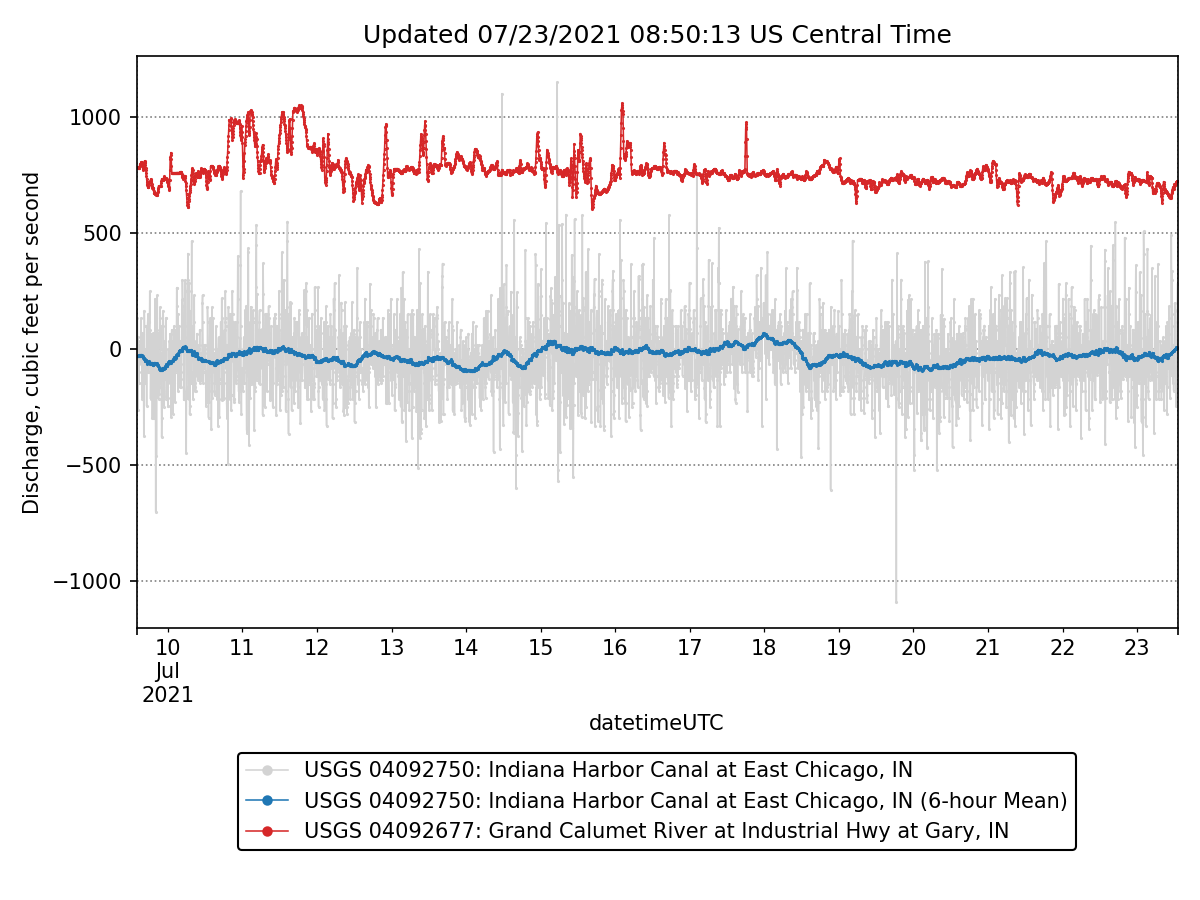 Updated 07/23/2021 08:50:13 US Central Time
Discharge, cubic feet per second
1000
500
0
−500
−1000
10 11 12 13 14 15 16 17 18 19 20 21 22 23
Jul
2021
datetimeUTC
USGS 04092750: Indiana Harbor Canal at East Chicago, IN
USGS 04092750: Indiana Harbor Canal at East Chicago, IN (6-hour Mean)
USGS 04092677: Grand Calumet River at Industrial Hwy at Gary, IN